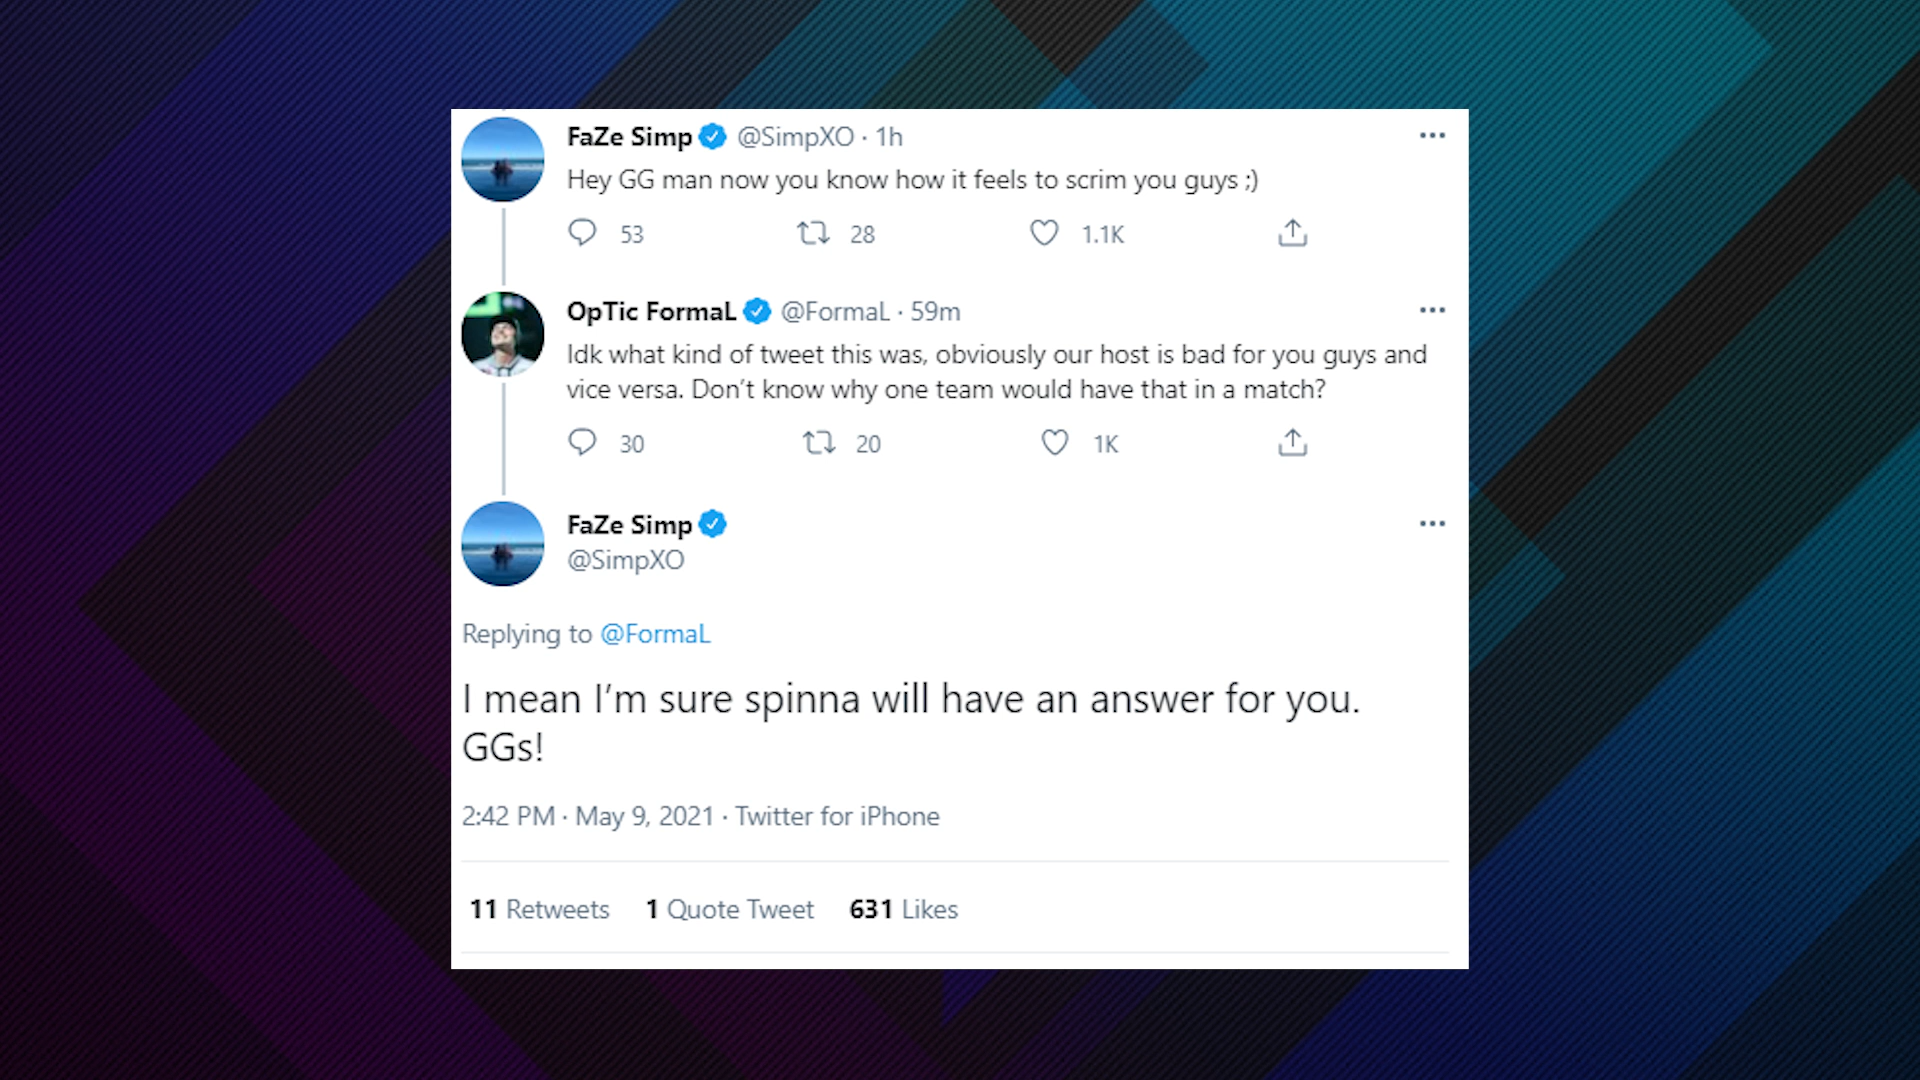 FaZe Simp @SimpXO · 1h
Hey GG man now you know how it feels to scrim you guys ;)
53 28 1.1K
OpTic FormaL @FormaL · 59m
Idk what kind of tweet this was, obviously our host is bad for you guys and
vice versa. Don’t know why one team would have that in a match?
30 20 1K
FaZe Simp
@SimpXO
Replying to @FormaL
I mean I’m sure spinna will have an answer for you.
GGs!
2:42 PM · May 9, 2021 · Twitter for iPhone
11 Retweets 1 Quote Tweet 631 Likes